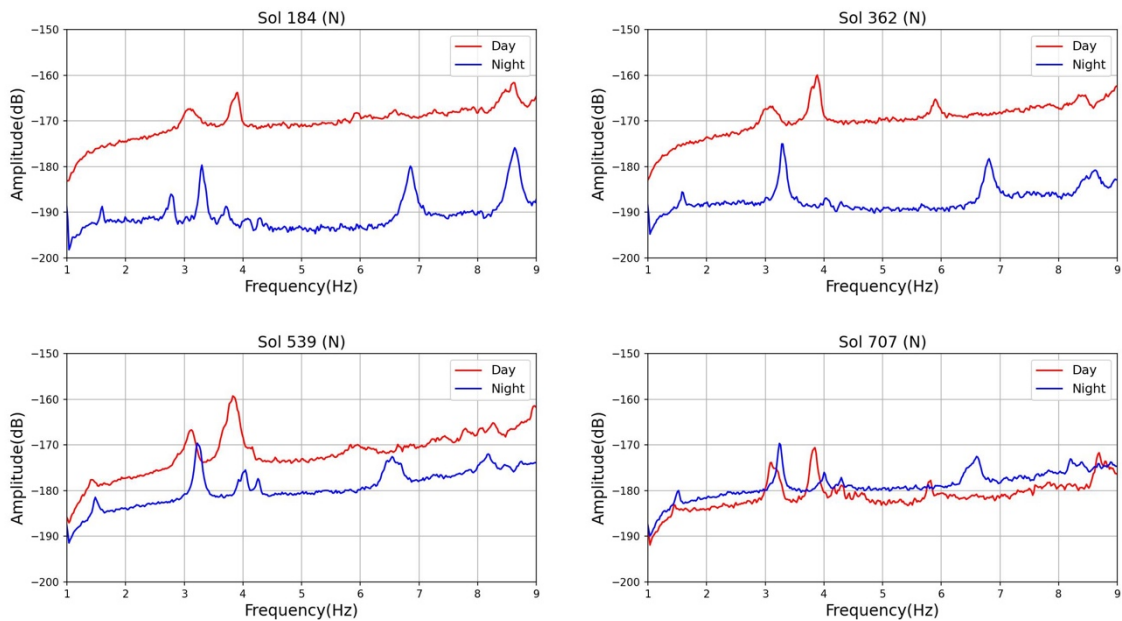 Sol 184 (N)
Amplitude(dB)
−150
−160
−170
−180
−190
−200
Day
Night
1 2 3 4 5 6 7 8 9
Frequency(Hz)
Sol 362 (N)
Amplitude(dB)
−150
−160
−170
−180
−190
−200
Day
Night
1 2 3 4 5 6 7 8 9
Frequency(Hz)
Sol 539 (N)
Amplitude(dB)
−150
−160
−170
−180
−190
−200
Day
Night
1 2 3 4 5 6 7 8 9
Frequency(Hz)
Sol 707 (N)
Amplitude(dB)
−150
−160
−170
−180
−190
−200
Day
Night
1 2 3 4 5 6 7 8 9
Frequency(Hz)